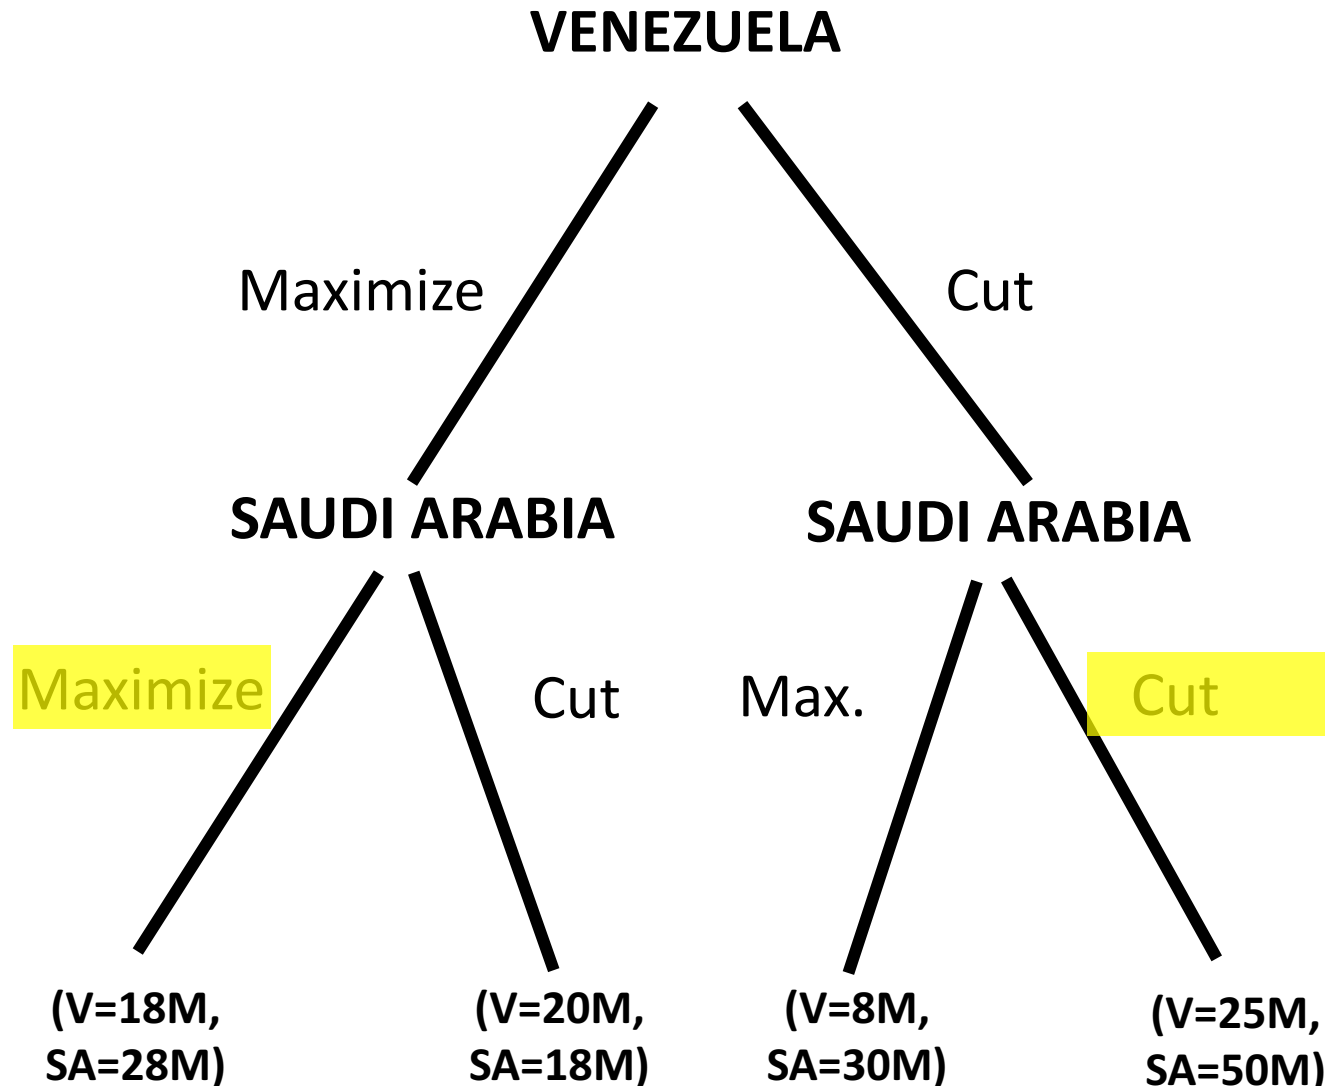 VENEZUELA
Maximize
Cut
SAUDI ARABIA
SAUDI ARABIA
Maximize
Cut
Max.
Cut
(V=18M,
SA=28M)
(V=20M,
SA=18M)
(V=8M,
SA=30M)
(V=25M,
SA=50M)